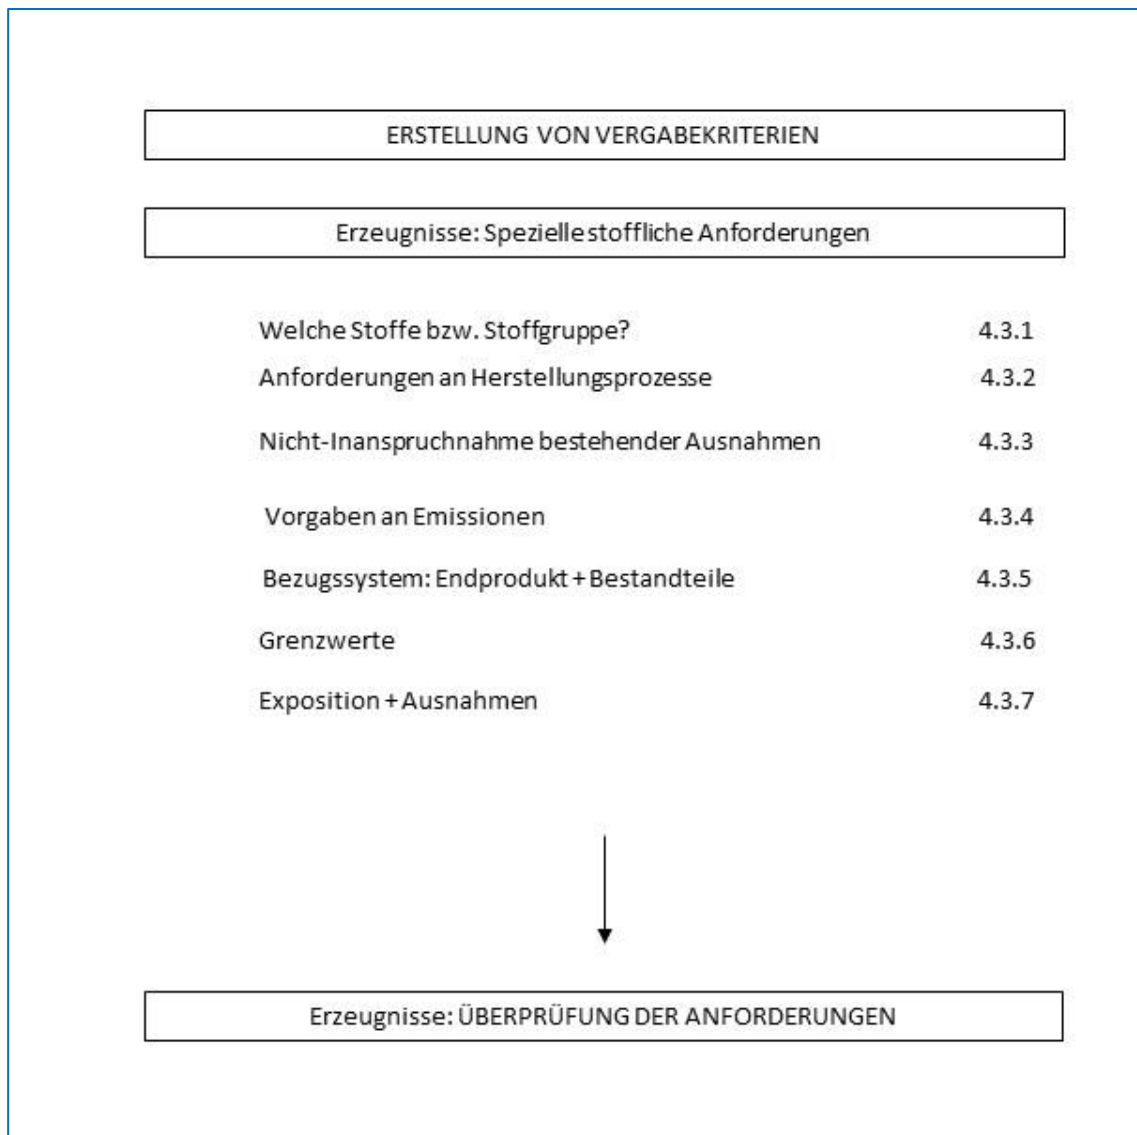 ERSTELLUNG VON VERGABEKRITERIEN
Erzeugnisse: Spezielle stoffliche Anforderungen
Welche Stoffe bzw. Stoffgruppe? 4.3.1
Anforderungen an Herstellungsprozesse 4.3.2
Nicht-Inanspruchnahme bestehender Ausnahmen 4.3.3
Vorgaben an Emissionen 4.3.4
Bezugssystem: Endprodukt + Bestandteile 4.3.5
Grenzwerte 4.3.6
Exposition + Ausnahmen 4.3.7
Erzeugnisse: ÜBERPRÜFUNG DER ANFORDERUNGEN